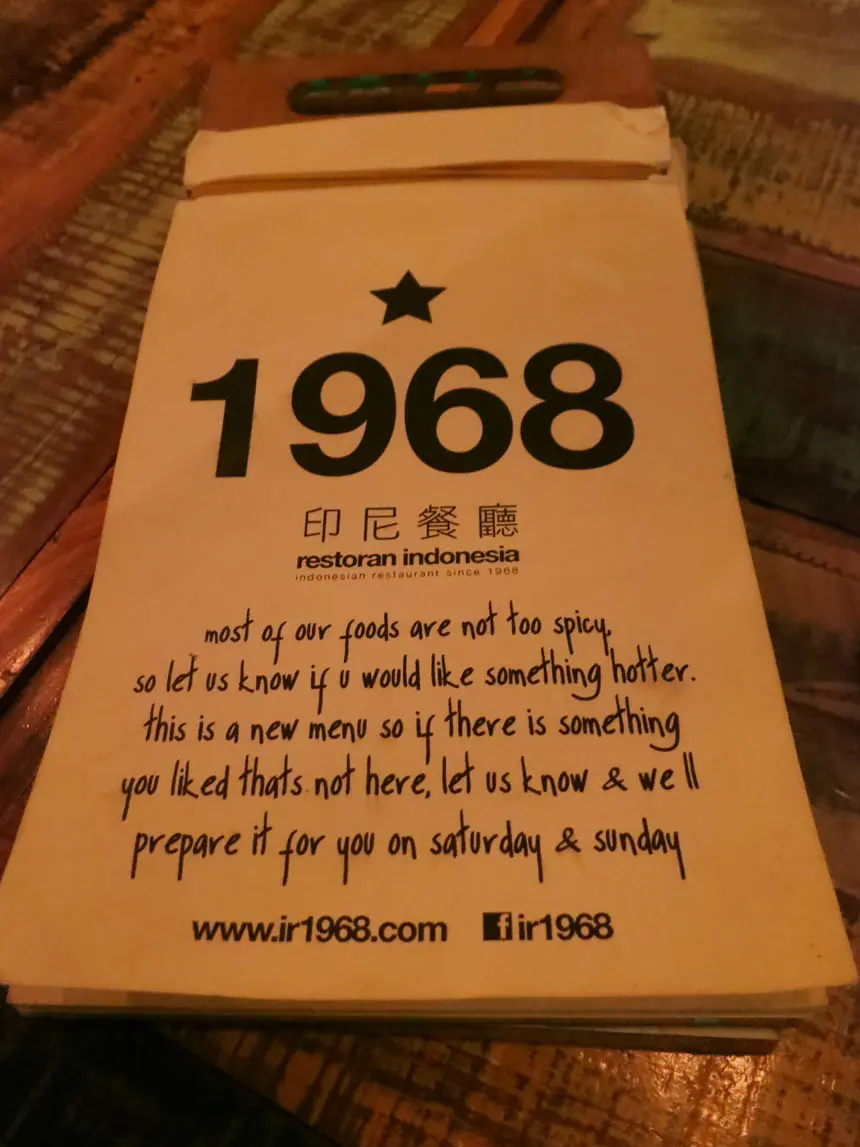 1968
印尼餐廳
restoran indonesia
indonesian restaurant since 1968
most of our foods are not too spicy,
so let us know if u would like something hotter.
this is a new menu so if there is something
you liked thats not here, let us know & we'll
prepare it for you on saturday & sunday
www.ir1968.com f ir1968